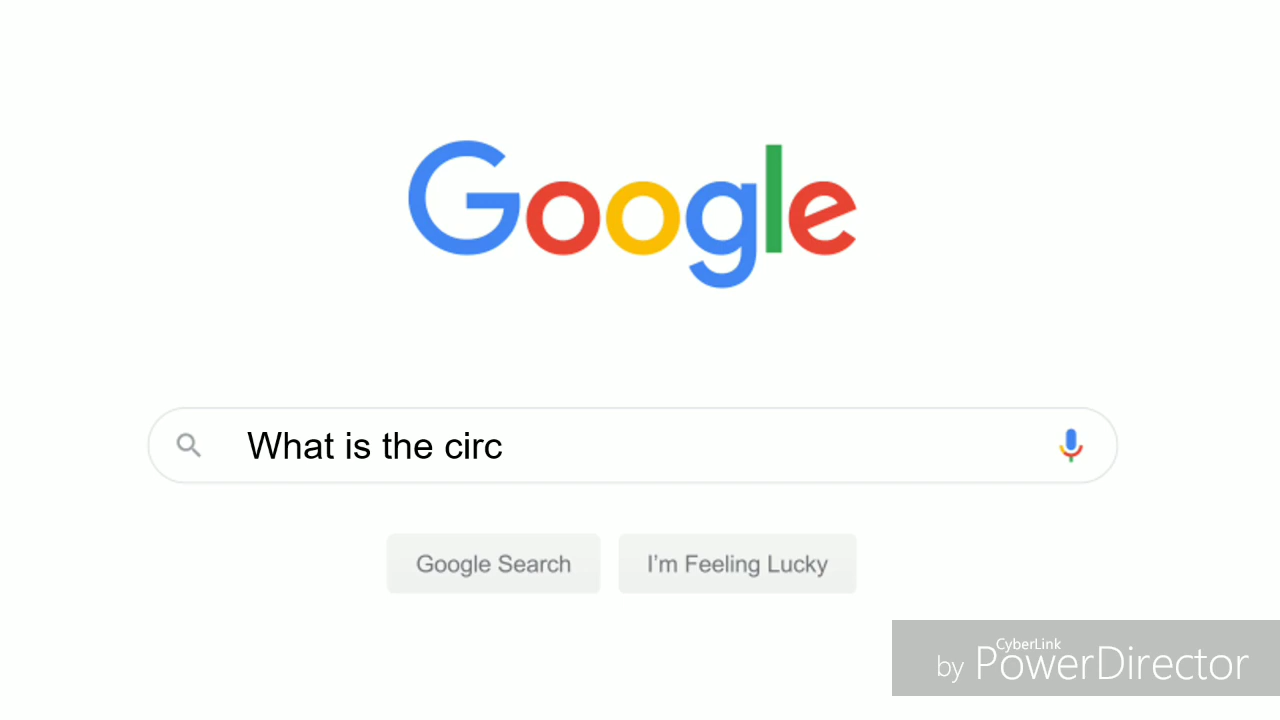 Google
What is the circ
Google Search
I'm Feeling Lucky
CyberLink
by PowerDirector